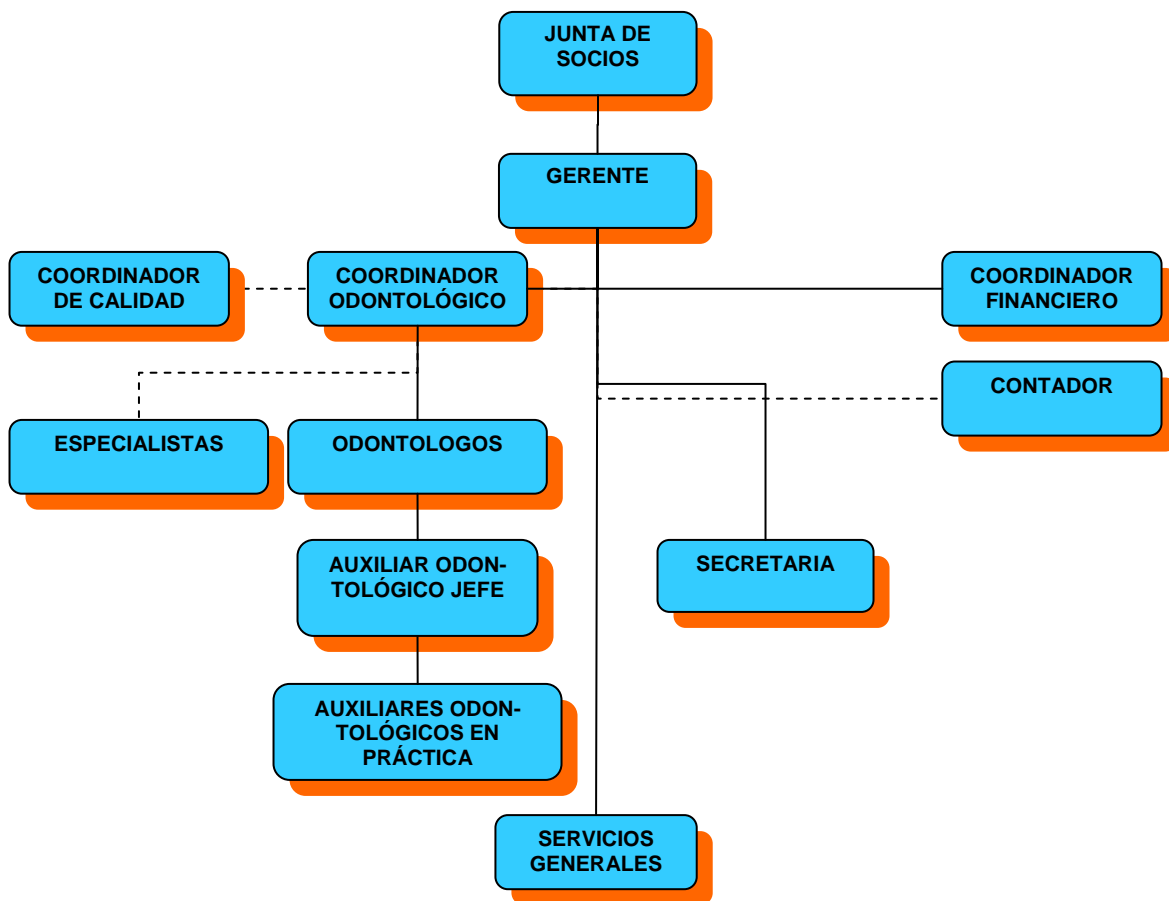 JUNTA DE
SOCIOS
GERENTE
COORDINADOR
DE CALIDAD
COORDINADOR
ODONTOLÓGICO
COORDINADOR
FINANCIERO
CONTADOR
ESPECIALISTAS
ODONTOLOGOS
AUXILIAR ODON-
TOLÓGICO JEFE
SECRETARIA
AUXILIARES ODON-
TOLÓGICOS EN
PRÁCTICA
SERVICIOS
GENERALES